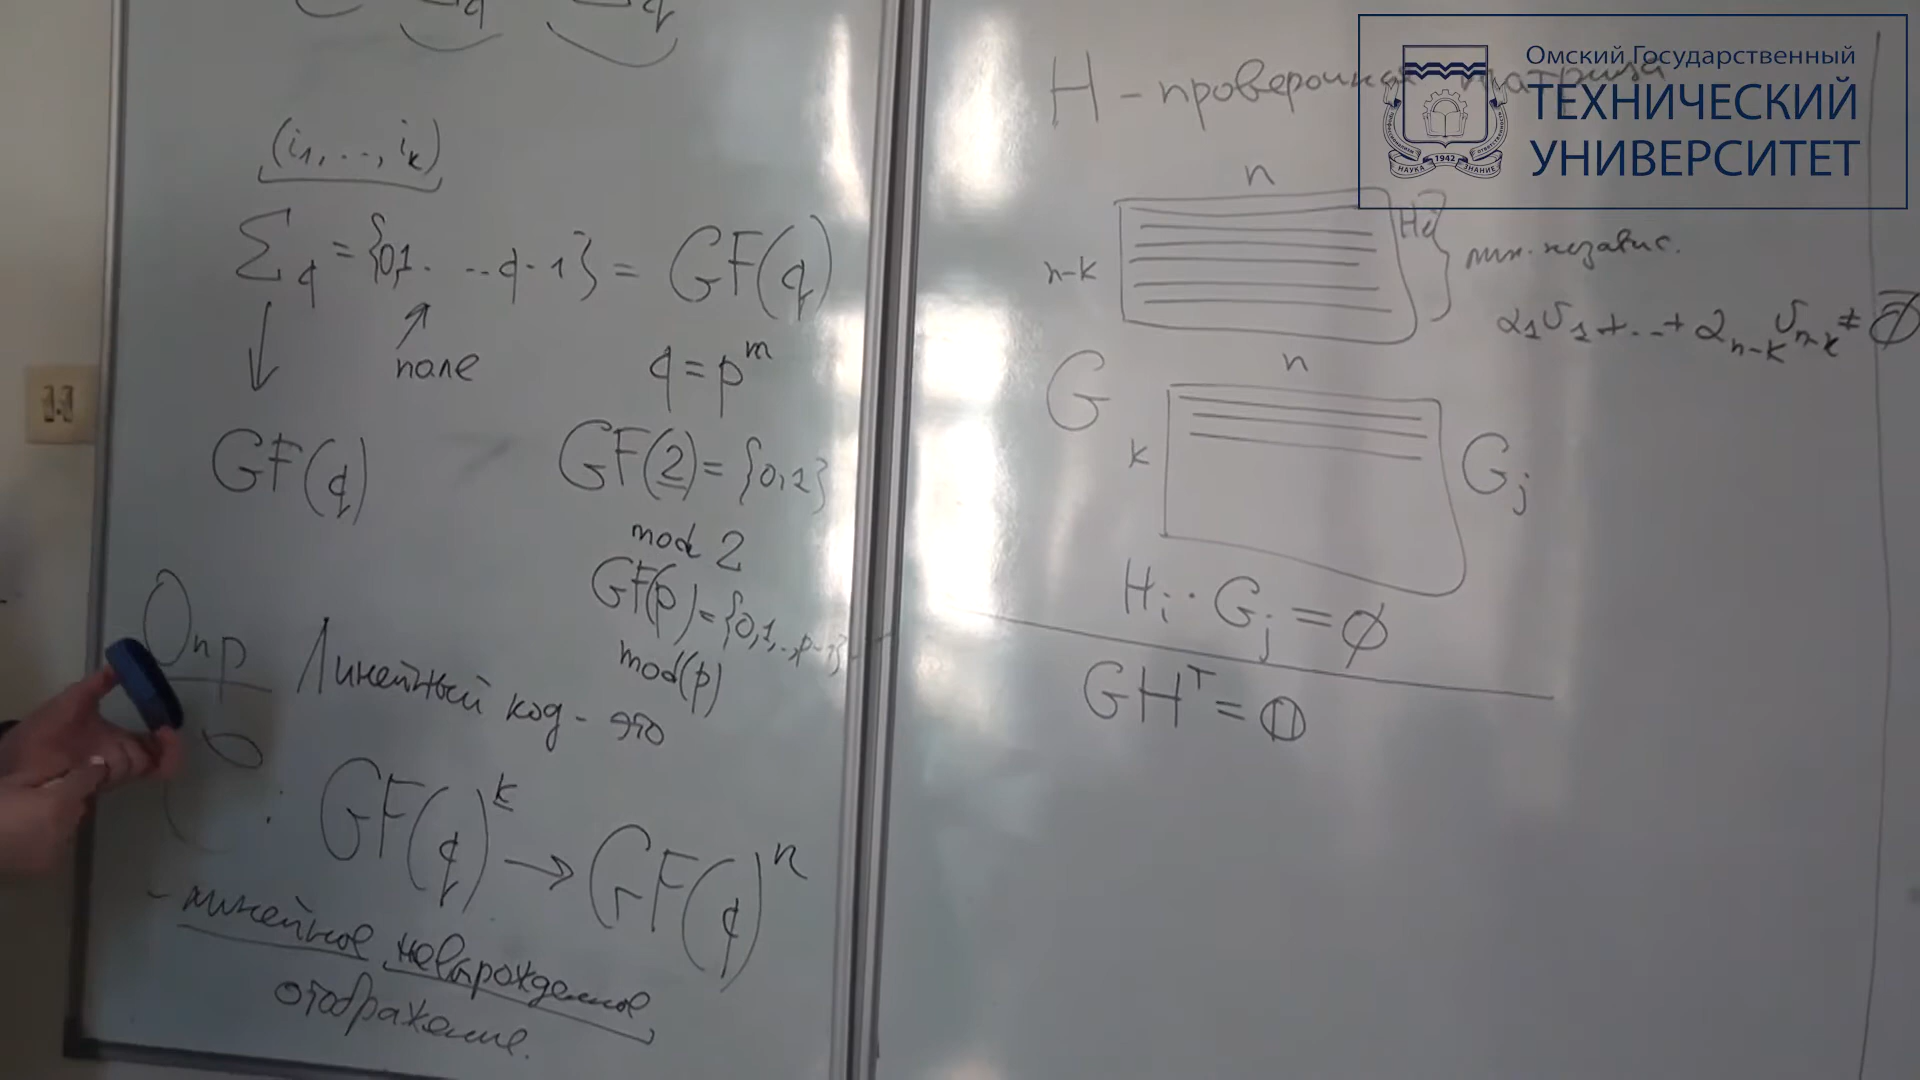 (i₁, ..., iₖ)
Σq = {0,1. ..q-1} = GF(q)
поле
q = pᵐ
GF(q)
GF(2) = {0,1}
mod 2
GF(p) = {0,1,..,p-1}
mod(p)
Опр Линейный код - это
: GF(q)ᵏ → GF(q)ⁿ
- линейное невырожденное
отображение.
H - проверочная матрица
n
n-k
Hi
лин. независ.
α₁υ₁ + ... + αn-k υn-k ≠ 0̅
G
n
k
Gj
Hi · Gj = ∅
GHᵀ = 0
Омский Государственный
ТЕХНИЧЕСКИЙ
УНИВЕРСИТЕТ
НАУКА 1942 ЗНАНИЕ